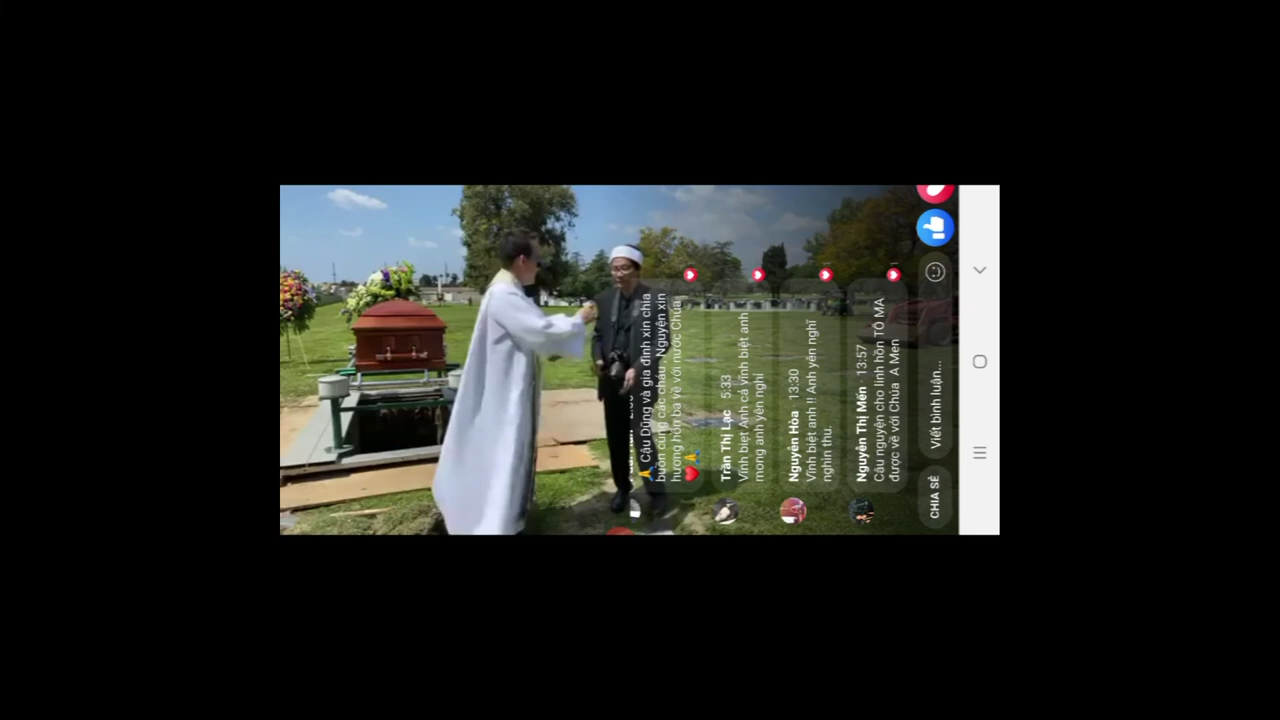 🙏 Cậu Dũng và gia đình xin chia
buồn cùng các cháu . Nguyện xin
hương hồn ba về với nước Chúa
❤️🙏
Trần Thị Lạc · 5:33
Vĩnh biệt Anh cả vĩnh biệt anh
mong anh yên nghỉ
Nguyên Hòa · 13:30
Vĩnh biệt anh !! Anh yên nghĩ
nghìn thu.
Nguyễn Thị Mến · 13:57
Cầu nguyện cho linh hồn TÔ MA
được về với Chúa A Men
CHIA SẺ
Viết bình luận...